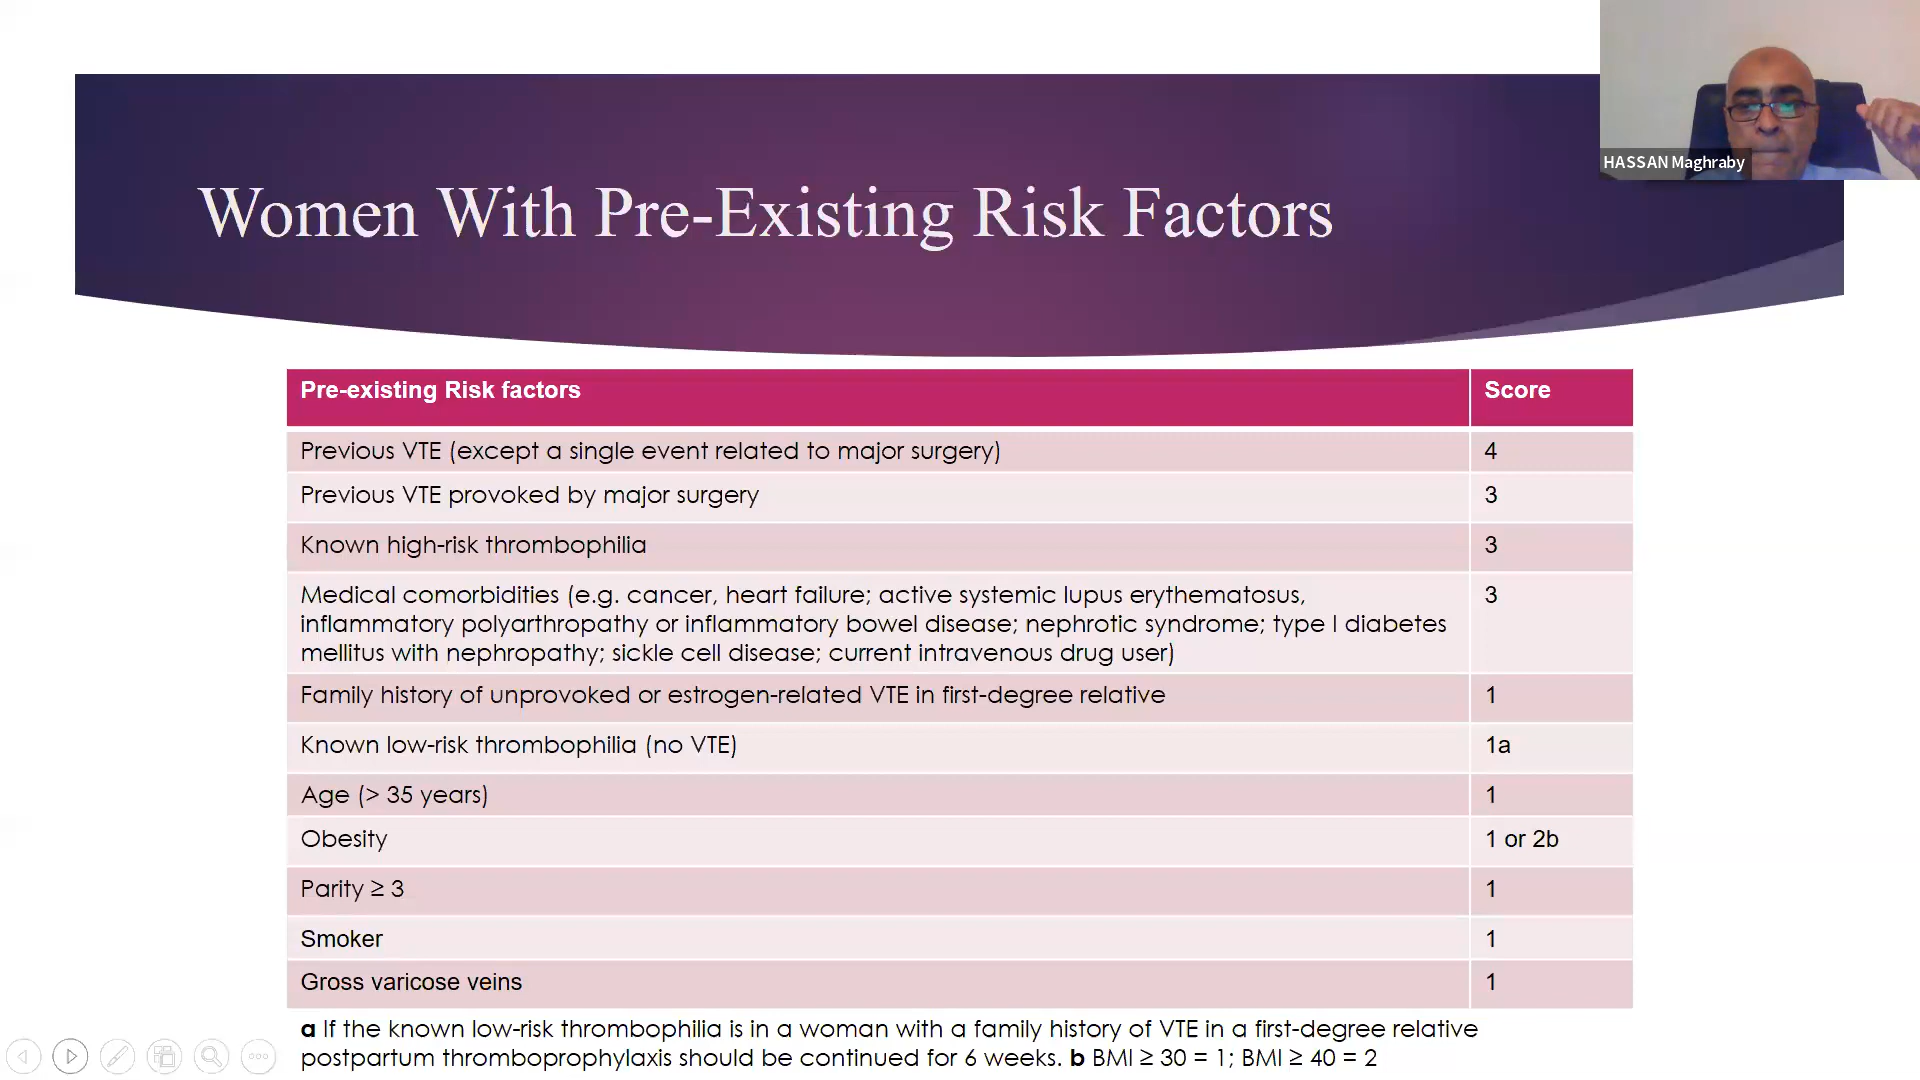 HASSAN Maghraby
Women With Pre-Existing Risk Factors
Pre-existing Risk factors Score
Previous VTE (except a single event related to major surgery) 4
Previous VTE provoked by major surgery 3
Known high-risk thrombophilia 3
Medical comorbidities (e.g. cancer, heart failure; active systemic lupus erythematosus, 3
inflammatory polyarthropathy or inflammatory bowel disease; nephrotic syndrome; type I diabetes
mellitus with nephropathy; sickle cell disease; current intravenous drug user)
Family history of unprovoked or estrogen-related VTE in first-degree relative 1
Known low-risk thrombophilia (no VTE) 1a
Age (> 35 years) 1
Obesity 1 or 2b
Parity ≥ 3 1
Smoker 1
Gross varicose veins 1
a If the known low-risk thrombophilia is in a woman with a family history of VTE in a first-degree relative
postpartum thromboprophylaxis should be continued for 6 weeks. b BMI ≥ 30 = 1; BMI ≥ 40 = 2